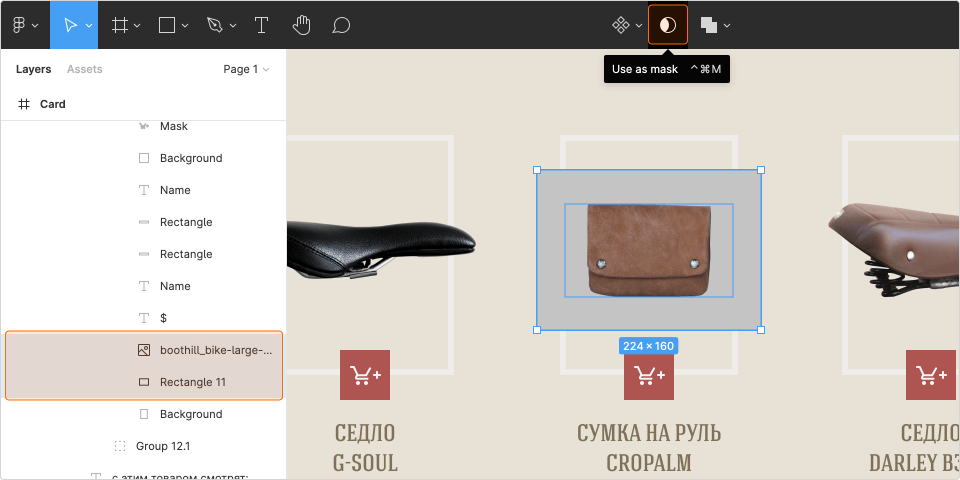 Use as mask ^⌘M
Layers Assets Page 1
Card
Mask
Background
Name
Rectangle
Rectangle
Name
$
boothill_bike-large-...
Rectangle 11
Background
Group 12.1
с этим товаром смотрят:
224 × 160
СЕДЛО
G-SOUL
СУМКА НА РУЛЬ
CROPALM
СЕДЛО
DARLEY ВЗ